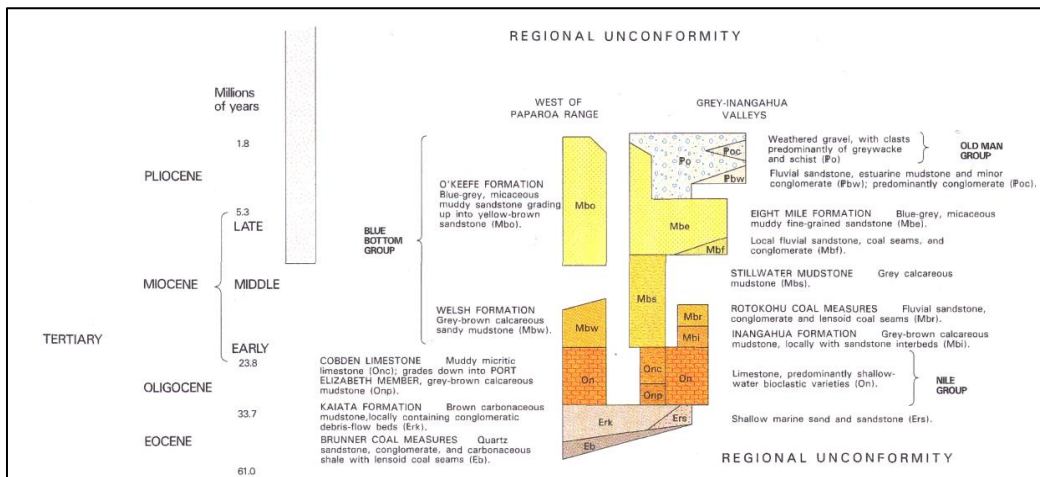 REGIONAL UNCONFORMITY
Millions
of years
WEST OF
PAPAROA RANGE
GREY-INANGAHUA
VALLEYS
1.8
PLIOCENE
5.3
LATE
MIOCENE
MIDDLE
TERTIARY
EARLY
23.8
OLIGOCENE
33.7
EOCENE
61.0
BLUE
BOTTOM
GROUP
O'KEEFE FORMATION
Blue-grey, micaceous
muddy sandstone grading
up into yellow-brown
sandstone (Mbo).
WELSH FORMATION
Grey-brown calcareous
sandy mudstone (Mbw).
COBDEN LIMESTONE Muddy micritic
limestone (Onc); grades down into PORT
ELIZABETH MEMBER, grey-brown calcareous
mudstone (Onp).
KAIATA FORMATION Brown carbonaceous
mudstone, locally containing conglomeratic
debris-flow beds (Erk).
BRUNNER COAL MEASURES Quartz
sandstone, conglomerate, and carbonaceous
shale with lensoid coal seams (Eb).
Mbo
Mbw
On
Erk
Eb
Ers
Po
Poc
Pbw
Mbe
Mbf
Mbs
Mbr
Mbi
Onc
Onp
On
Weathered gravel, with clasts
predominantly of greywacke
and schist (Po)
OLD MAN
GROUP
Fluvial sandstone, estuarine mudstone and minor
conglomerate (Pbw); predominantly conglomerate (Poc).
EIGHT MILE FORMATION Blue-grey, micaceous
muddy fine-grained sandstone (Mbe).
Local fluvial sandstone, coal seams, and
conglomerate (Mbf).
STILLWATER MUDSTONE Grey calcareous
mudstone (Mbs).
ROTOKOHU COAL MEASURES Fluvial sandstone,
conglomerate and lensoid coal seams (Mbr).
INANGAHUA FORMATION Grey-brown calcareous
mudstone, locally with sandstone interbeds (Mbi).
Limestone, predominantly shallow-
water bioclastic varieties (On).
NILE
GROUP
Shallow marine sand and sandstone (Ers).
REGIONAL UNCONFORMITY